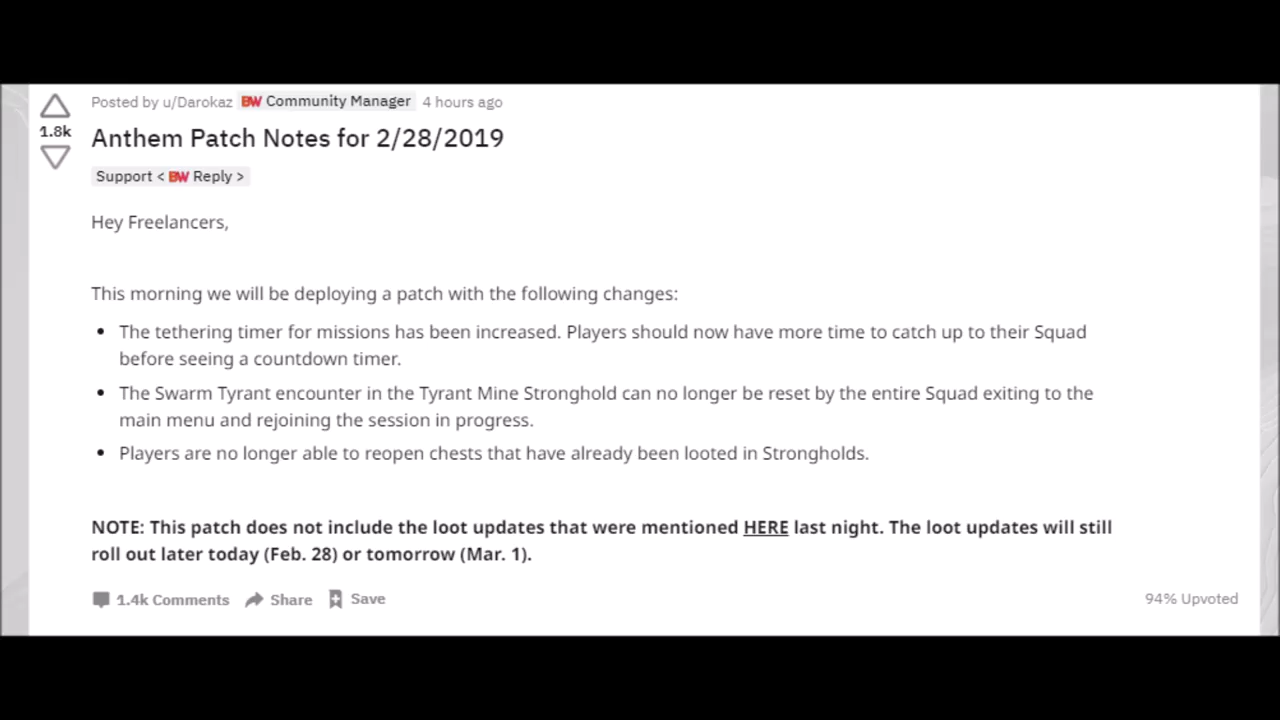 Posted by u/Darokaz BW Community Manager 4 hours ago
1.8k
Anthem Patch Notes for 2/28/2019
Support < BW Reply >
Hey Freelancers,
This morning we will be deploying a patch with the following changes:
• The tethering timer for missions has been increased. Players should now have more time to catch up to their Squad
before seeing a countdown timer.
• The Swarm Tyrant encounter in the Tyrant Mine Stronghold can no longer be reset by the entire Squad exiting to the
main menu and rejoining the session in progress.
• Players are no longer able to reopen chests that have already been looted in Strongholds.
NOTE: This patch does not include the loot updates that were mentioned HERE last night. The loot updates will still
roll out later today (Feb. 28) or tomorrow (Mar. 1).
1.4k Comments Share Save 94% Upvoted